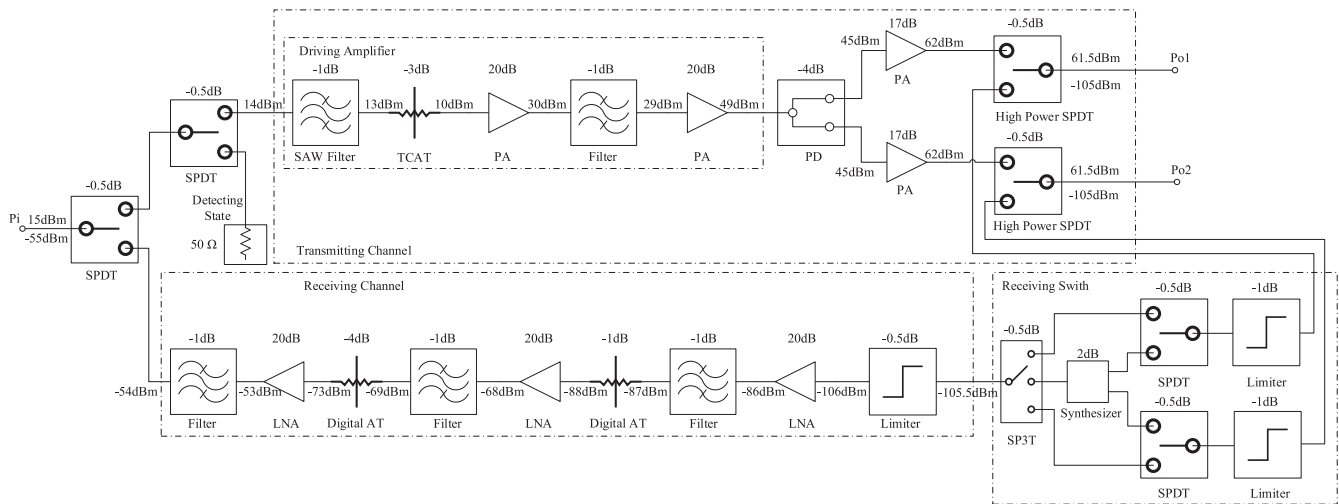 Driving Amplifier
-1dB
-3dB
20dB
-1dB
20dB
-4dB
17dB
-0.5dB
-0.5dB
14dBm
13dBm
10dBm
30dBm
29dBm
49dBm
45dBm
62dBm
61.5dBm
-105dBm
Po1
SAW Filter
TCAT
PA
Filter
PA
PD
PA
High Power SPDT
SPDT
17dB
-0.5dB
45dBm
62dBm
61.5dBm
-105dBm
Po2
PA
High Power SPDT
Transmitting Channel
-0.5dB
Pi
15dBm
-55dBm
SPDT
Detecting
State
50 Ω
Receiving Channel
-1dB
20dB
-4dB
-1dB
20dB
-1dB
-1dB
20dB
-0.5dB
-54dBm
-53dBm
-73dBm
-69dBm
-68dBm
-88dBm
-87dBm
-86dBm
-106dBm
-105.5dBm
Filter
LNA
Digital AT
Filter
LNA
Digital AT
Filter
LNA
Limiter
Receiving Swith
-0.5dB
-1dB
-0.5dB
2dB
SPDT
Limiter
Synthesizer
-0.5dB
-1dB
SP3T
SPDT
Limiter